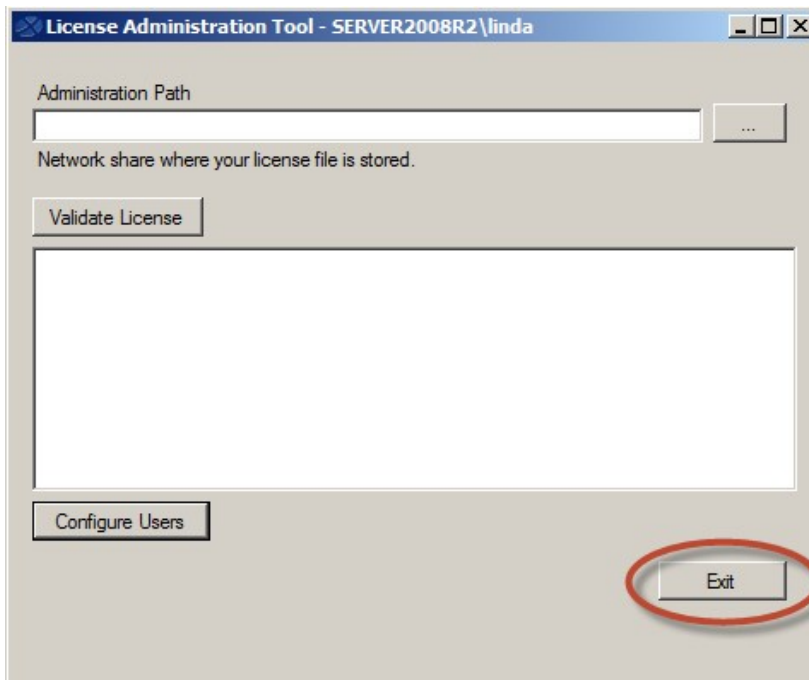 License Administration Tool - SERVER2008R2\linda
Administration Path
...
Network share where your license file is stored.
Validate License
Configure Users
Exit